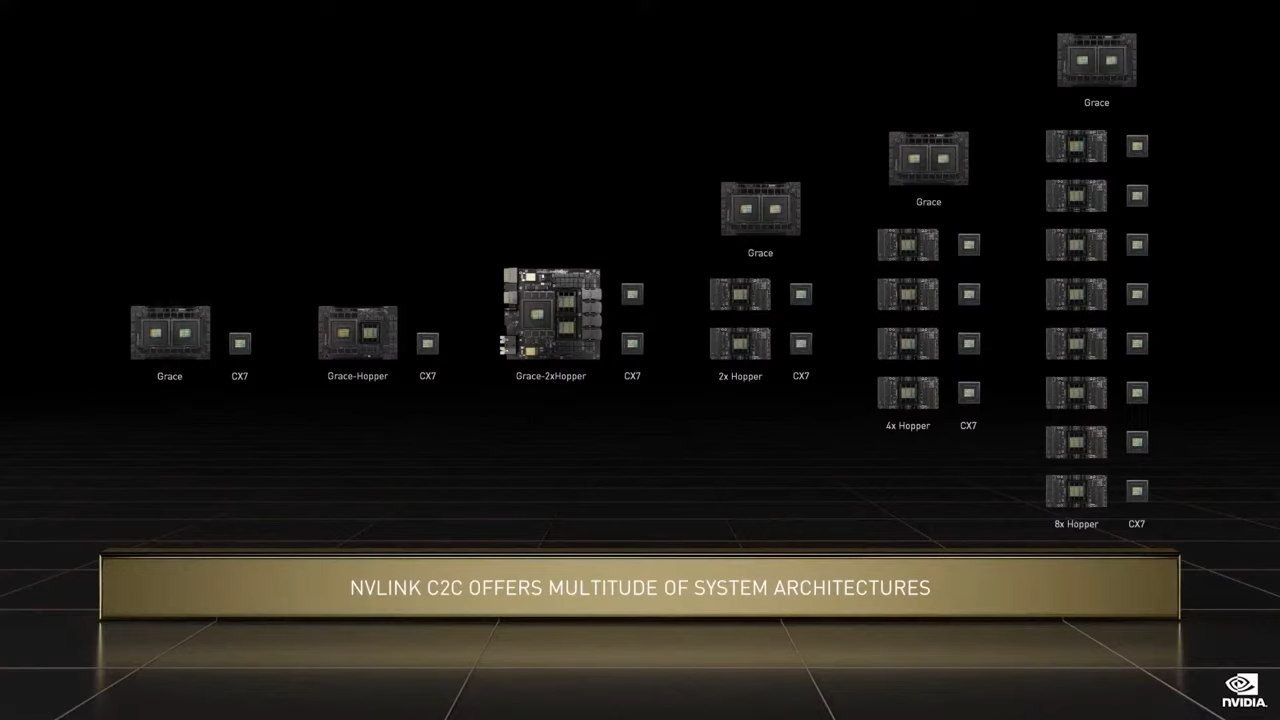 Grace
Grace
Grace
Grace
CX7
Grace-Hopper
CX7
Grace-2xHopper
CX7
2x Hopper
CX7
4x Hopper
CX7
8x Hopper
CX7
NVLINK C2C OFFERS MULTITUDE OF SYSTEM ARCHITECTURES
NVIDIA.